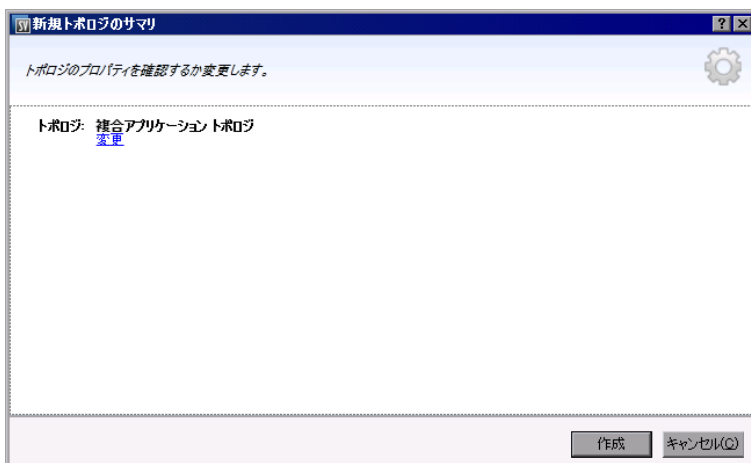 SV 新規トポロジのサマリ
トポロジのプロパティを確認するか変更します。
トポロジ: 複合アプリケーション トポロジ
変更
作成 キャンセル(C)